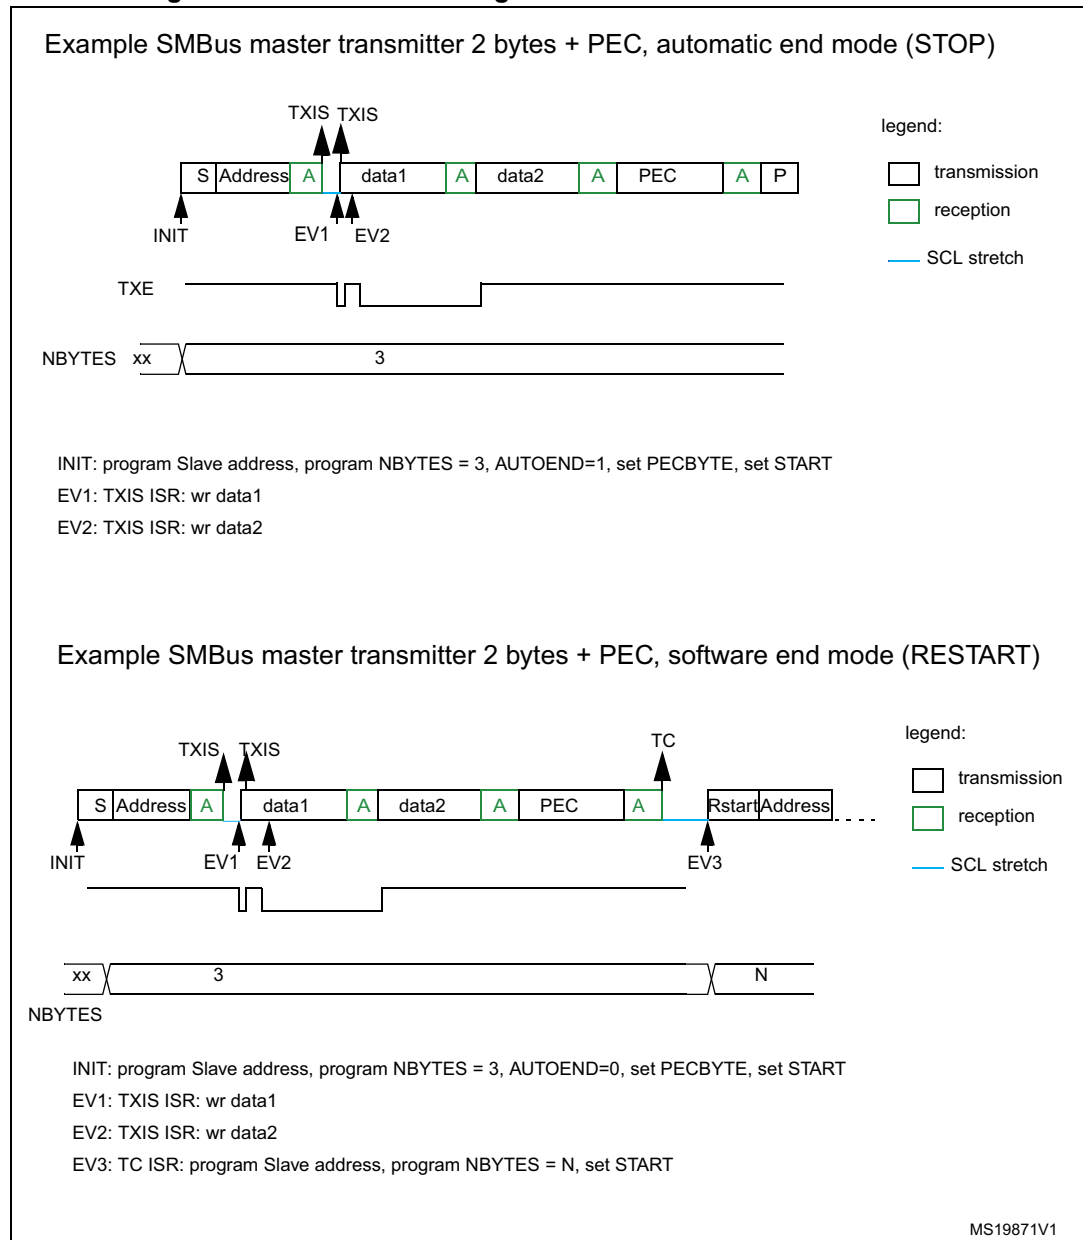 Example SMBus master transmitter 2 bytes + PEC, automatic end mode (STOP)
TXIS TXIS
legend:
S Address A data1 A data2 A PEC A P
transmission
reception
INIT EV1 EV2
SCL stretch
TXE
NBYTES xx 3
INIT: program Slave address, program NBYTES = 3, AUTOEND=1, set PECBYTE, set START
EV1: TXIS ISR: wr data1
EV2: TXIS ISR: wr data2
Example SMBus master transmitter 2 bytes + PEC, software end mode (RESTART)
TXIS TXIS TC
legend:
transmission
S Address A data1 A data2 A PEC A Rstart Address
reception
INIT EV1 EV2 EV3
SCL stretch
xx 3 N
NBYTES
INIT: program Slave address, program NBYTES = 3, AUTOEND=0, set PECBYTE, set START
EV1: TXIS ISR: wr data1
EV2: TXIS ISR: wr data2
EV3: TC ISR: program Slave address, program NBYTES = N, set START
MS19871V1